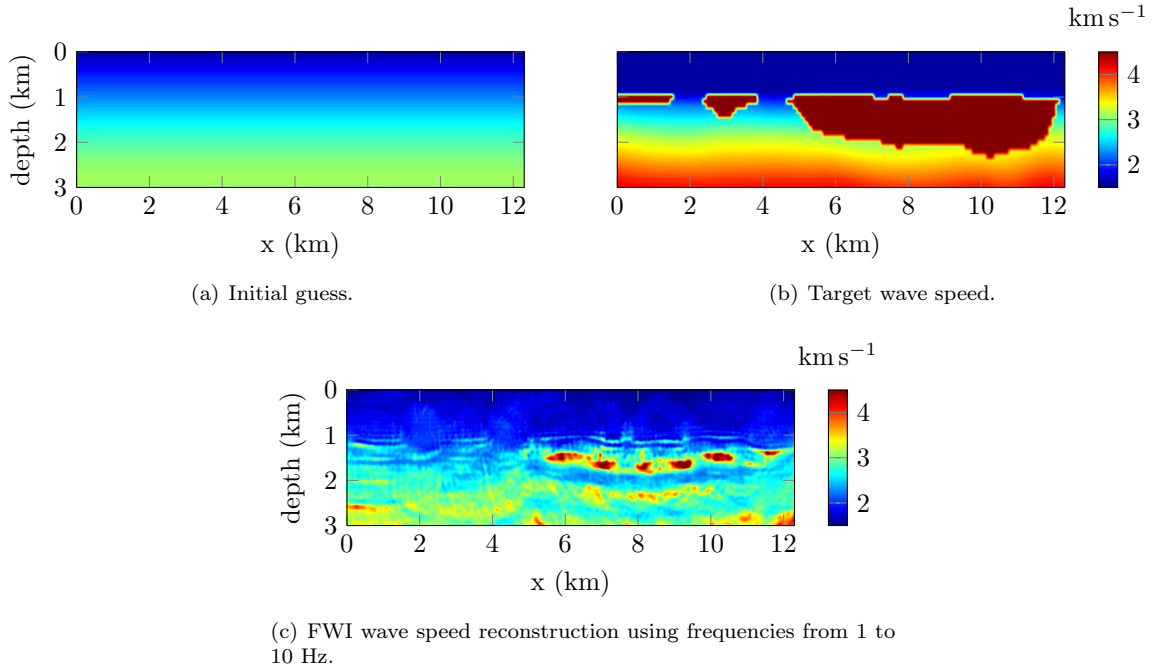 km s−1
0
1
2
3
depth (km)
0 2 4 6 8 10 12
x (km)
(a) Initial guess.
0 2 4 6 8 10 12
x (km)
4
3
2
(b) Target wave speed.
km s−1
0
1
2
3
depth (km)
0 2 4 6 8 10 12
x (km)
4
3
2
(c) FWI wave speed reconstruction using frequencies from 1 to
10 Hz.